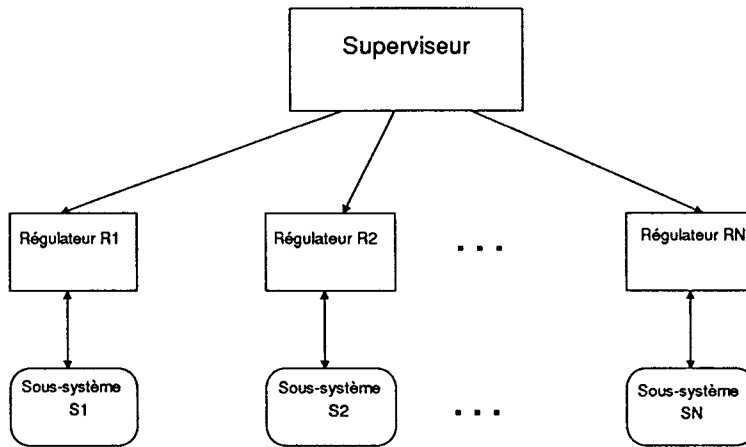 Superviseur
Régulateur R1
Régulateur R2
. . .
Régulateur RN
Sous-système
S1
Sous-système
S2
. . .
Sous-système
SN